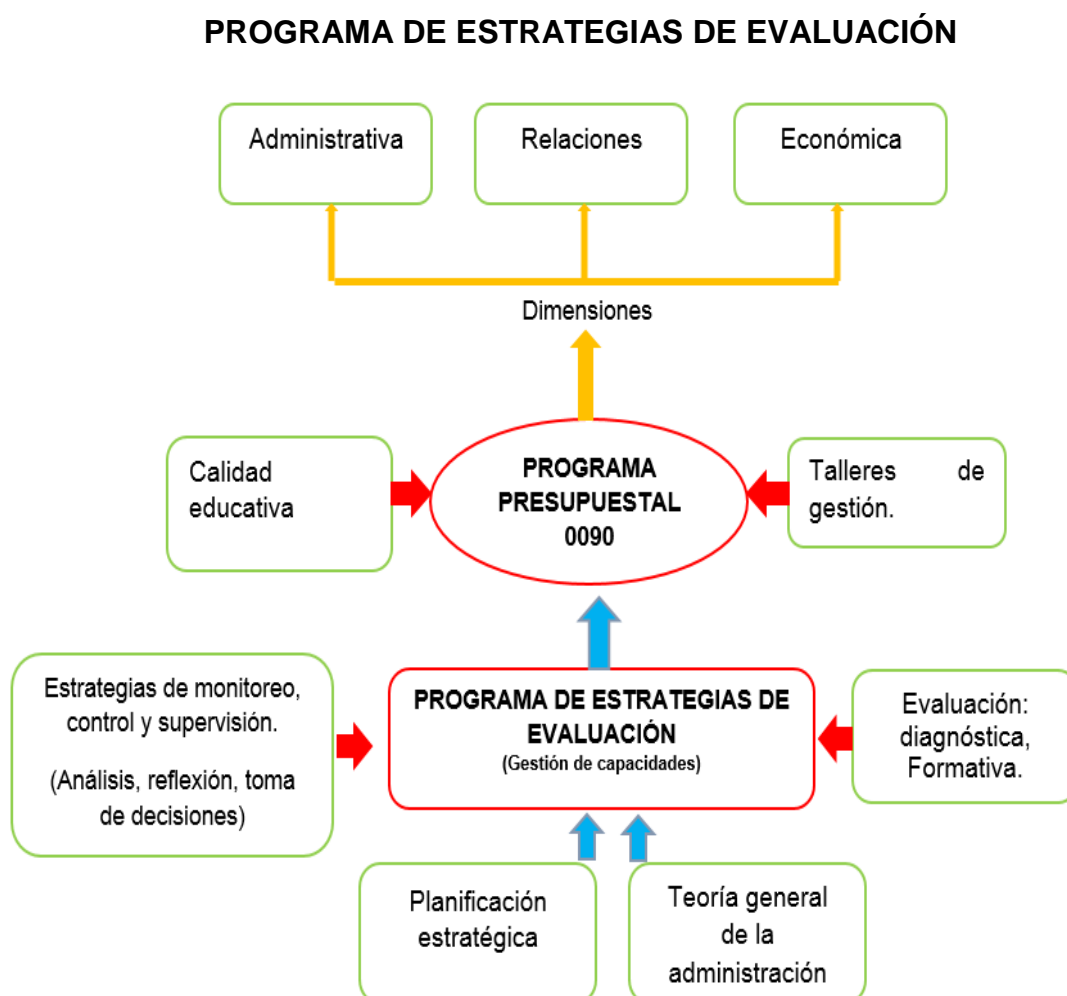 PROGRAMA DE ESTRATEGIAS DE EVALUACIÓN
Administrativa
Relaciones
Económica
Dimensiones
Calidad
educativa
PROGRAMA
PRESUPUESTAL
0090
Talleres de
gestión.
Estrategias de monitoreo,
control y supervisión.
(Análisis, reflexión, toma
de decisiones)
PROGRAMA DE ESTRATEGIAS DE
EVALUACIÓN
(Gestión de capacidades)
Evaluación:
diagnóstica,
Formativa.
Planificación
estratégica
Teoría general
de la
administración